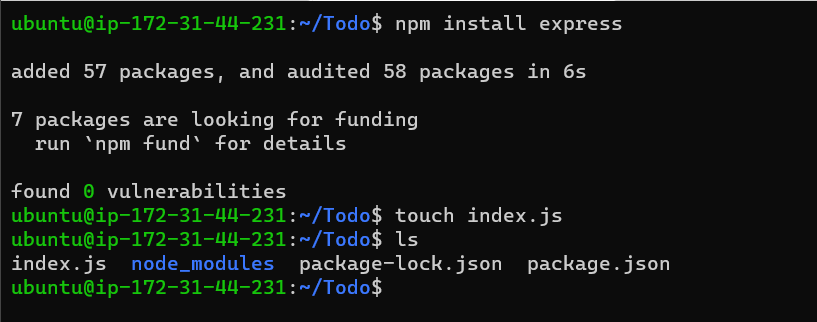 ubuntu@ip-172-31-44-231:~/Todo$ npm install express
added 57 packages, and audited 58 packages in 6s
7 packages are looking for funding
  run `npm fund` for details
found 0 vulnerabilities
ubuntu@ip-172-31-44-231:~/Todo$ touch index.js
ubuntu@ip-172-31-44-231:~/Todo$ ls
index.js  node_modules  package-lock.json  package.json
ubuntu@ip-172-31-44-231:~/Todo$